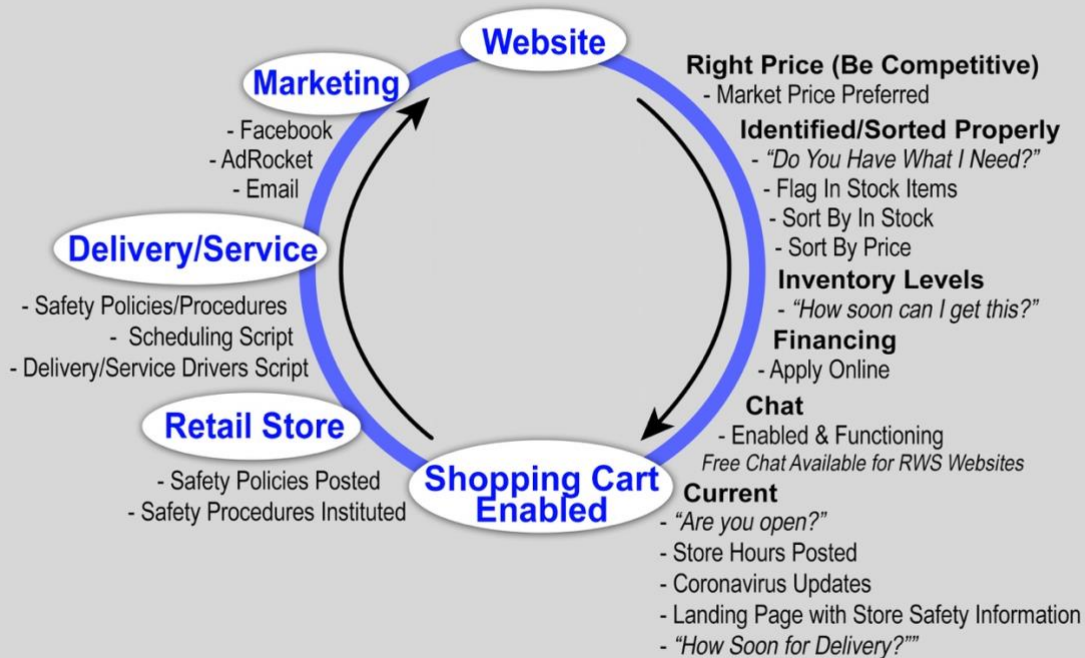 Website
Right Price (Be Competitive)
- Market Price Preferred
Identified/Sorted Properly
- “Do You Have What I Need?”
- Flag In Stock Items
- Sort By In Stock
- Sort By Price
Inventory Levels
- “How soon can I get this?”
Financing
- Apply Online
Chat
- Enabled & Functioning
Free Chat Available for RWS Websites
Current
- “Are you open?”
- Store Hours Posted
- Coronavirus Updates
- Landing Page with Store Safety Information
- “How Soon for Delivery?””
Shopping Cart
Enabled
Retail Store
- Safety Policies Posted
- Safety Procedures Instituted
Delivery/Service
- Safety Policies/Procedures
- Scheduling Script
- Delivery/Service Drivers Script
Marketing
- Facebook
- AdRocket
- Email